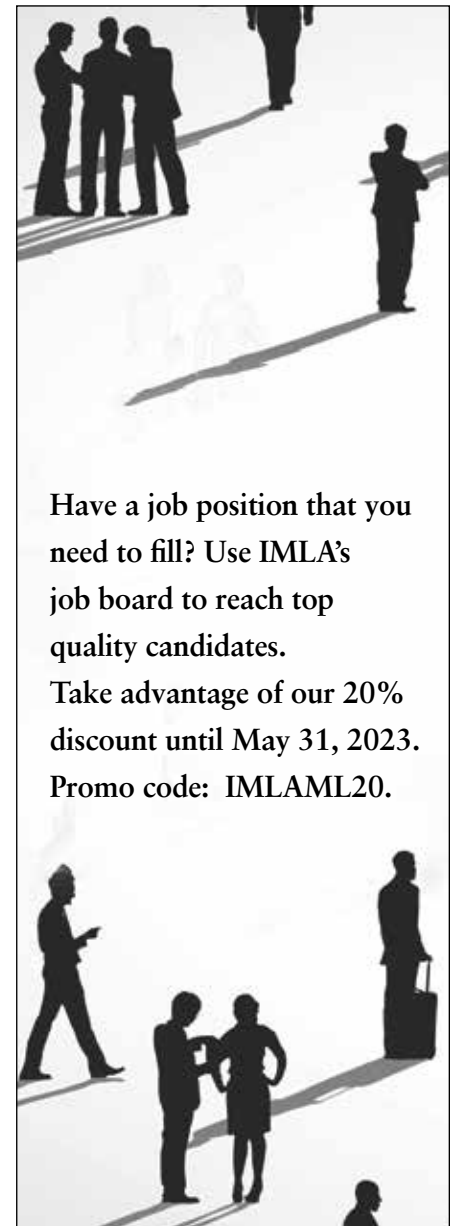 Have a job position that you
need to fill? Use IMLA’s
job board to reach top
quality candidates.
Take advantage of our 20%
discount until May 31, 2023.
Promo code:  IMLAML20.